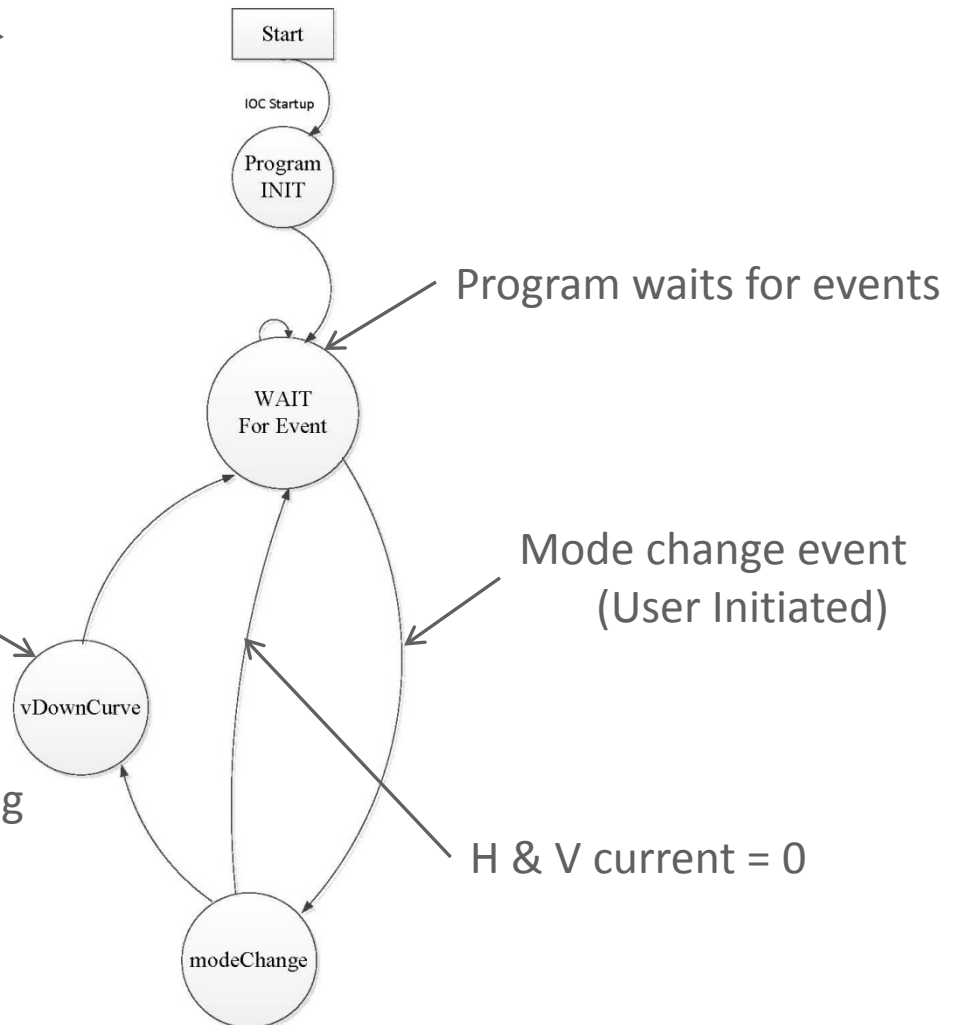 Start
IOC Startup
Program
INIT
Program waits for events
WAIT
For Event
Mode change event
(User Initiated)
vDownCurve
g
H & V current = 0
modeChange